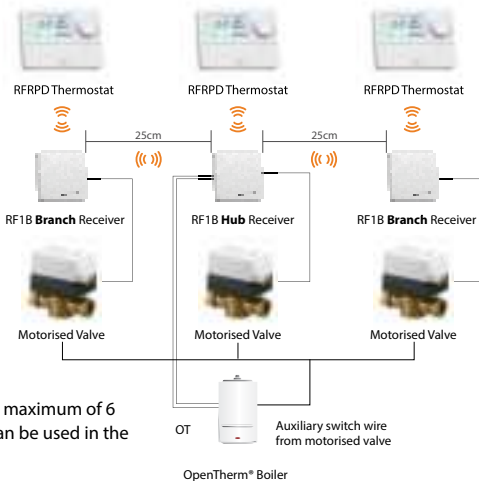 RFRPD Thermostat RFRPD Thermostat RFRPD Thermostat
25cm 25cm
RF1B Branch Receiver RF1B Hub Receiver RF1B Branch Receiver
Motorised Valve Motorised Valve Motorised Valve
maximum of 6
an be used in the
OT
Auxiliary switch wire
from motorised valve
OpenTherm® Boiler